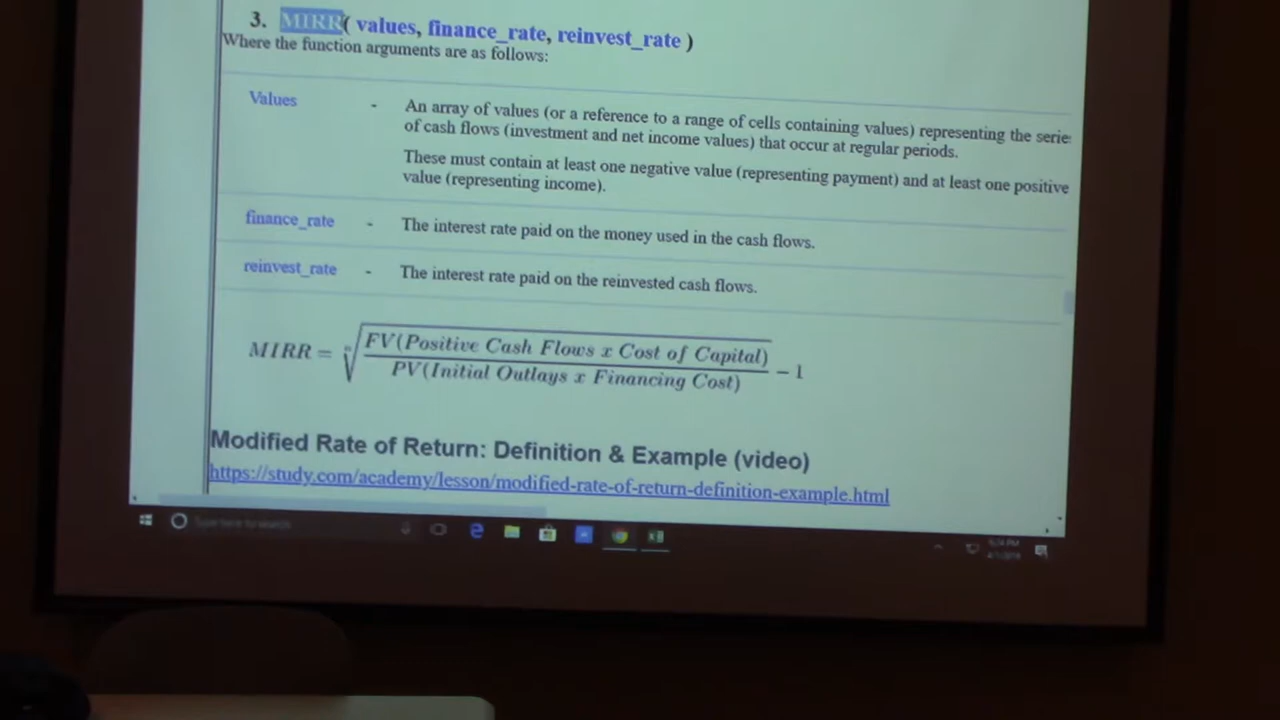 3. MIRR( values, finance_rate, reinvest_rate )
Where the function arguments are as follows:
Values - An array of values (or a reference to a range of cells containing values) representing the serie
of cash flows (investment and net income values) that occur at regular periods.
These must contain at least one negative value (representing payment) and at least one positive
value (representing income).
finance_rate - The interest rate paid on the money used in the cash flows.
reinvest_rate - The interest rate paid on the reinvested cash flows.
MIRR = n√ FV(Positive Cash Flows x Cost of Capital) / PV(Initial Outlays x Financing Cost) − 1
Modified Rate of Return: Definition & Example (video)
https://study.com/academy/lesson/modified-rate-of-return-definition-example.html
Type here to search